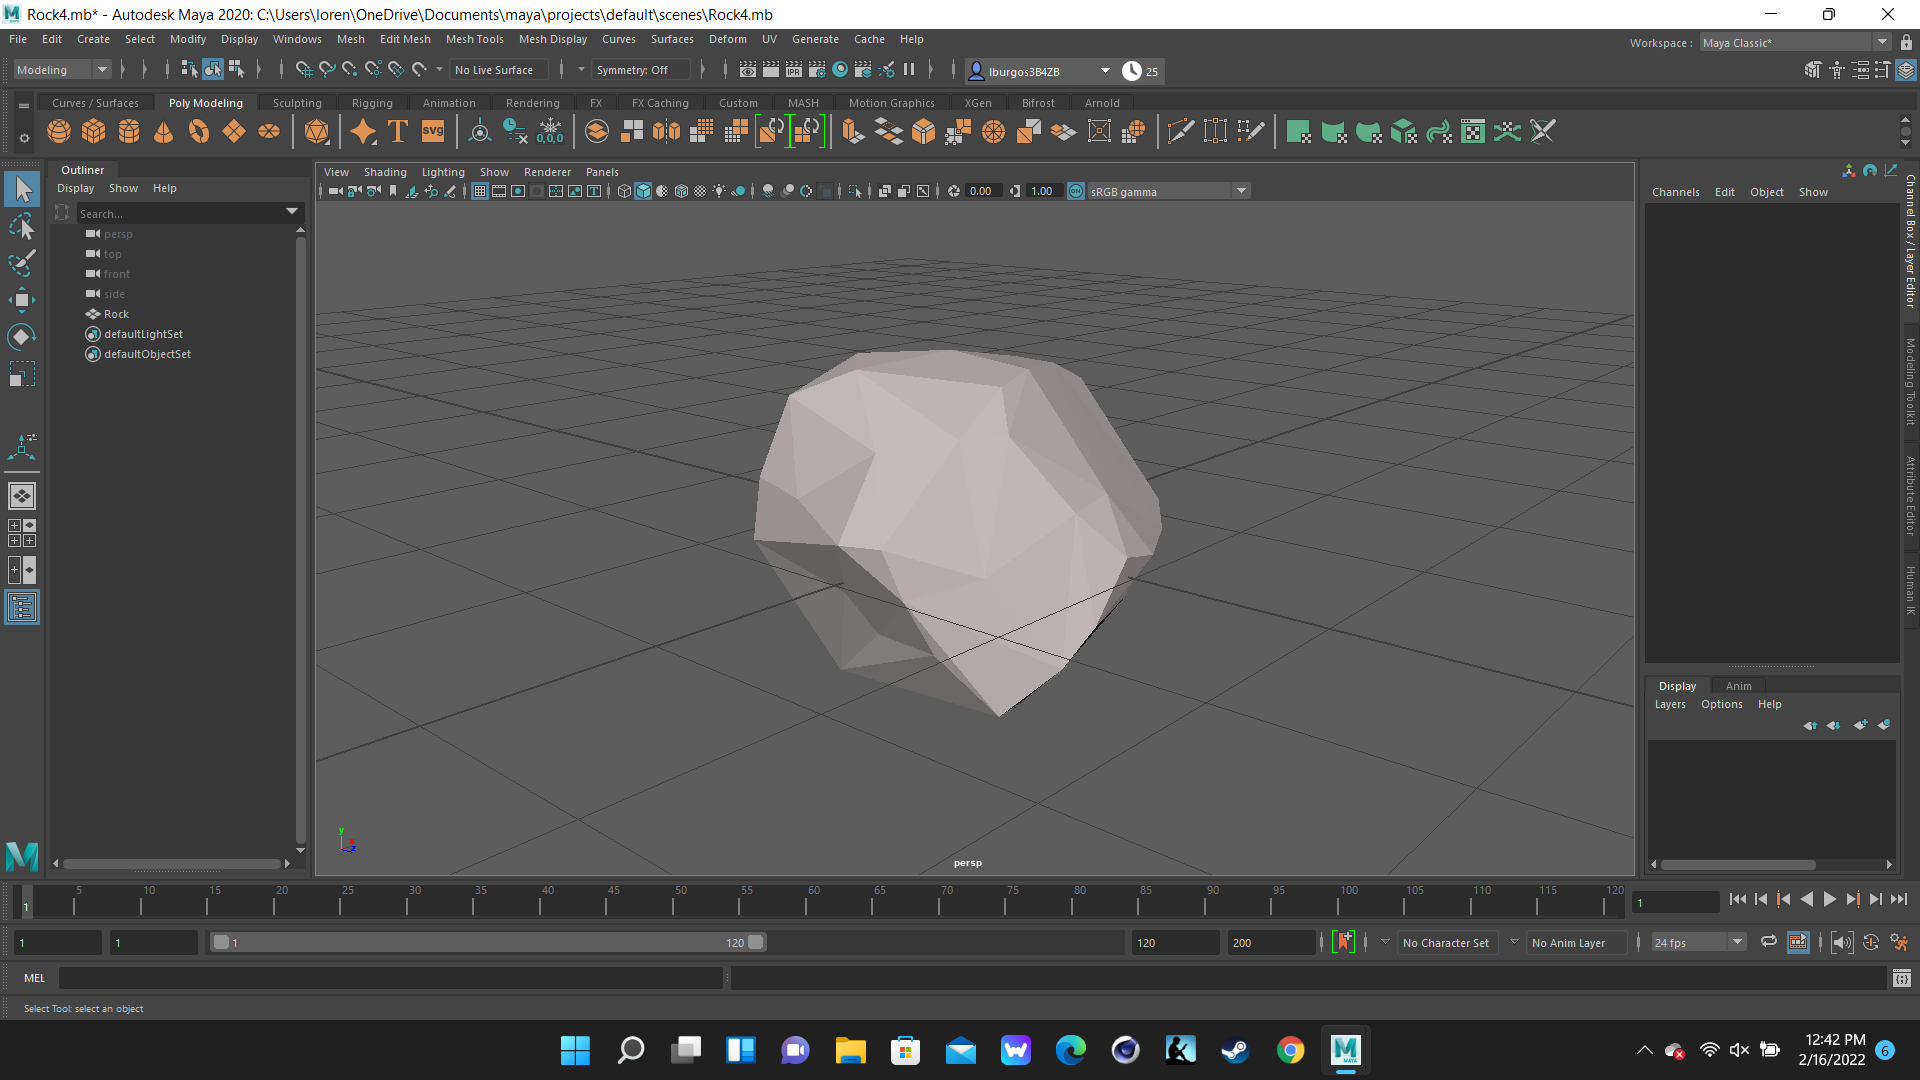 Rock4.mb* - Autodesk Maya 2020: C:\Users\loren\OneDrive\Documents\maya\projects\default\scenes\Rock4.mb
File Edit Create Select Modify Display Windows Mesh Edit Mesh Mesh Tools Mesh Display Curves Surfaces Deform UV Generate Cache Help
Workspace : Maya Classic*
Modeling No Live Surface Symmetry: Off IPR lburgos3B4ZB 25
Curves / Surfaces Poly Modeling Sculpting Rigging Animation Rendering FX FX Caching Custom MASH Motion Graphics XGen Bifrost Arnold
T SVG 0,0,0
Outliner
Display Show Help
Search...
persp
top
front
side
Rock
defaultLightSet
defaultObjectSet
View Shading Lighting Show Renderer Panels
0.00 1.00 ON sRGB gamma
y
x
z
persp
Channels Edit Object Show
Channel Box / Layer Editor
Modeling Toolkit
Attribute Editor
Human IK
Display Anim
Layers Options Help
5 10 15 20 25 30 35 40 45 50 55 60 65 70 75 80 85 90 95 100 105 110 115 120
1 1
1 1 1 120 120 200 No Character Set No Anim Layer 24 fps
MEL
Select Tool: select an object
MAYA
12:42 PM
2/16/2022
6